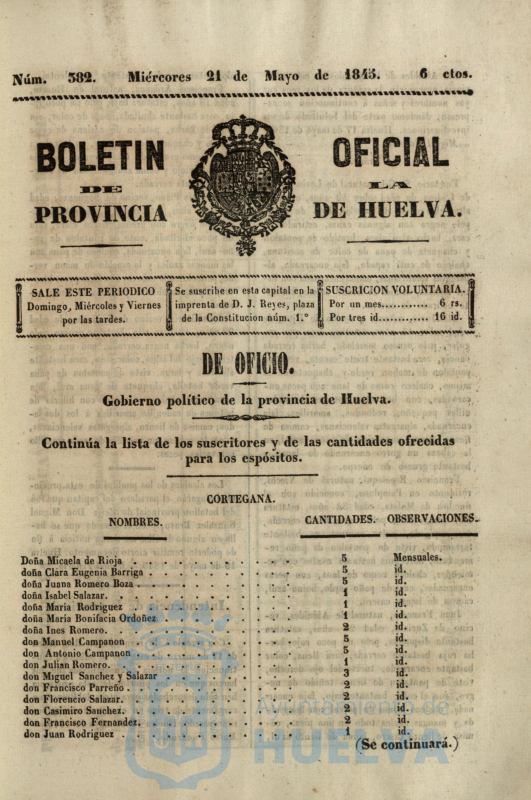 Núm. 582. Miércores 21 de Mayo de 1845. 6 ctos.
BOLETIN OFICIAL
DE LA
PROVINCIA DE HUELVA.
SALE ESTE PERIODICO
Domingo, Miércoles y Viernes
por las tardes.
Se suscribe en esta capital en la
imprenta de D. J. Reyes, plaza
de la Constitucion núm. 1.º
SUSCRICION VOLUNTARIA.
Por un mes............ 6 rs.
Por tres id............. 16 id.
DE OFICIO.
Gobierno político de la provincia de Huelva.
Continúa la lista de los suscritores y de las cantidades ofrecidas
para los espósitos.
CORTEGANA.
NOMBRES. CANTIDADES. OBSERVACIONES.
Doña Micaela de Rioja 5 Mensuales.
doña Clara Eugenia Barriga 5 id.
doña Juana Romero Boza 5 id.
doña Isabel Salazar. 1 id.
doña María Rodriguez 1 id.
doña María Bonifacia Ordoñez 1 id.
doña Ines Romero. 2 id.
don Manuel Campanon 5 id.
don Antonio Campanon 5 id.
don Julian Romero. 1 id.
don Miguel Sanchez y Salazar 3 id.
don Francisco Parreño 2 id.
don Florencio Salazar. 2 id.
don Casimiro Sanchez. 2 id.
don Francisco Fernandez. 2 id.
don Juan Rodriguez 1 id.
(Se continuará.)
Ayuntamiento de
HUELVA